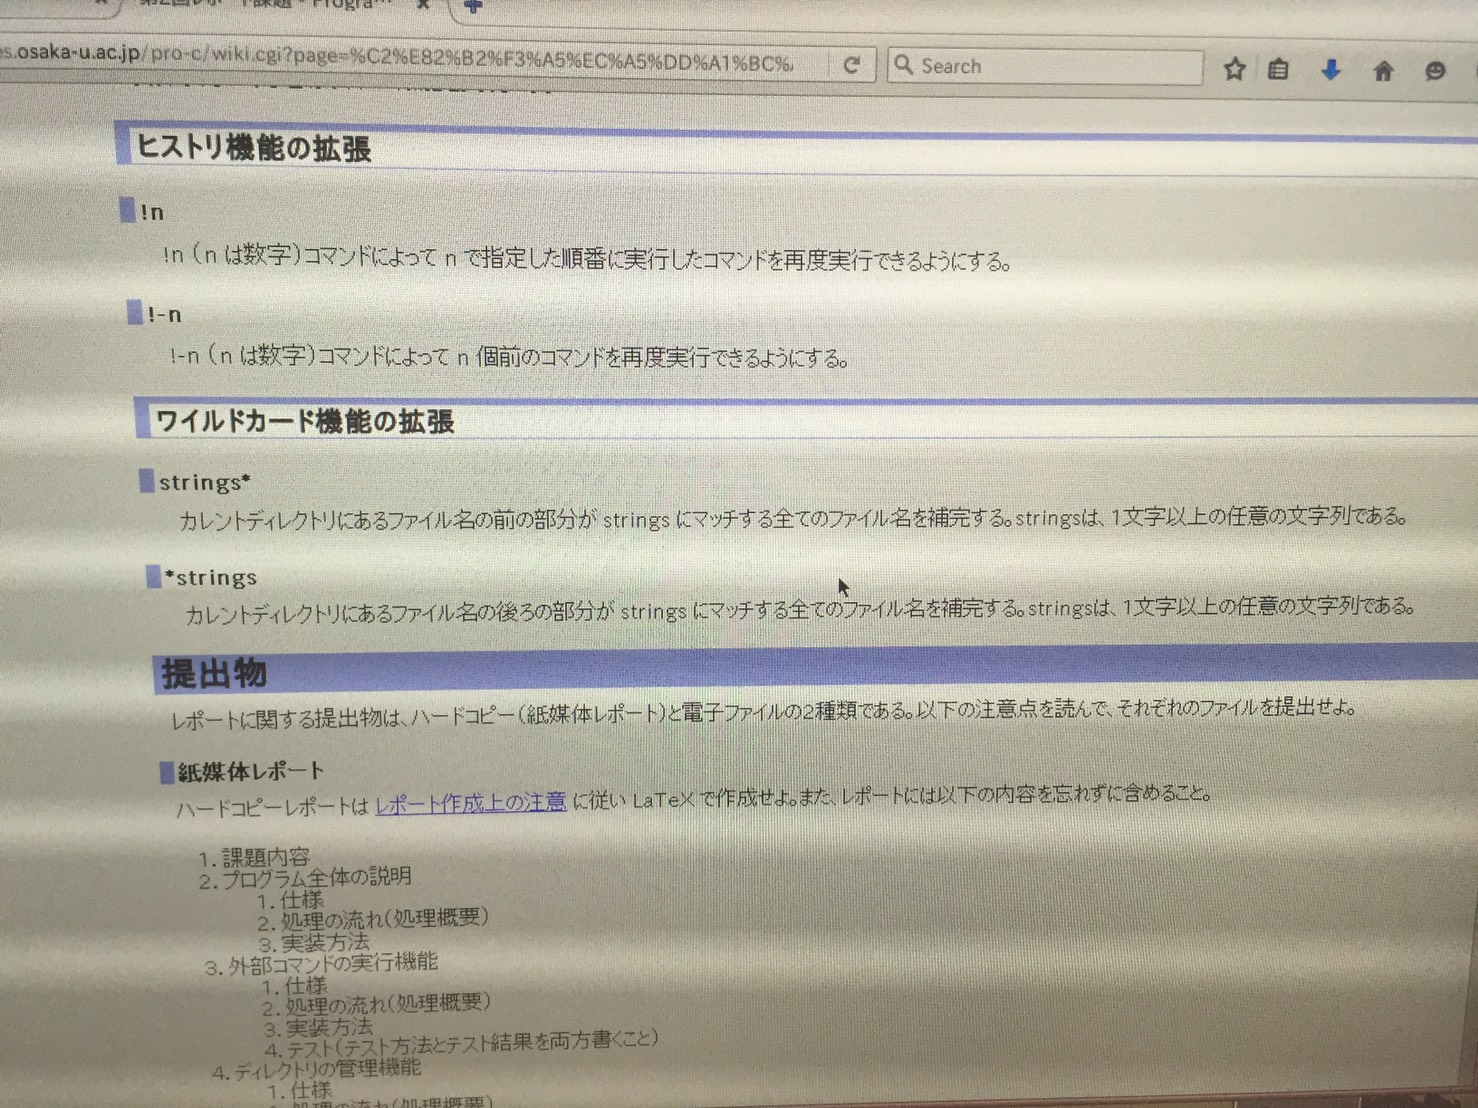 s.osaka-u.ac.jp/pro-c/wiki.cgi?page=%C2%E82%B2%F3%A5%EC%A5%DD%A1%BC%
Search
ヒストリ機能の拡張
!n
!n (n は数字)コマンドによって n で指定した順番に実行したコマンドを再度実行できるようにする。
!-n
!-n (n は数字)コマンドによって n 個前のコマンドを再度実行できるようにする。
ワイルドカード機能の拡張
strings*
カレントディレクトリにあるファイル名の前の部分が strings にマッチする全てのファイル名を補完する。stringsは、1文字以上の任意の文字列である。
*strings
カレントディレクトリにあるファイル名の後ろの部分が strings にマッチする全てのファイル名を補完する。stringsは、1文字以上の任意の文字列である。
提出物
レポートに関する提出物は、ハードコピー(紙媒体レポート)と電子ファイルの2種類である。以下の注意点を読んで、それぞれのファイルを提出せよ。
紙媒体レポート
ハードコピーレポートは レポート作成上の注意 に従い LaTeX で作成せよ。また、レポートには以下の内容を忘れずに含めること。
1. 課題内容
2. プログラム全体の説明
1. 仕様
2. 処理の流れ(処理概要)
3. 実装方法
3. 外部コマンドの実行機能
1. 仕様
2. 処理の流れ(処理概要)
3. 実装方法
4. テスト(テスト方法とテスト結果を両方書くこと)
4. ディレクトリの管理機能
1. 仕様
2. 処理の流れ(処理概要)